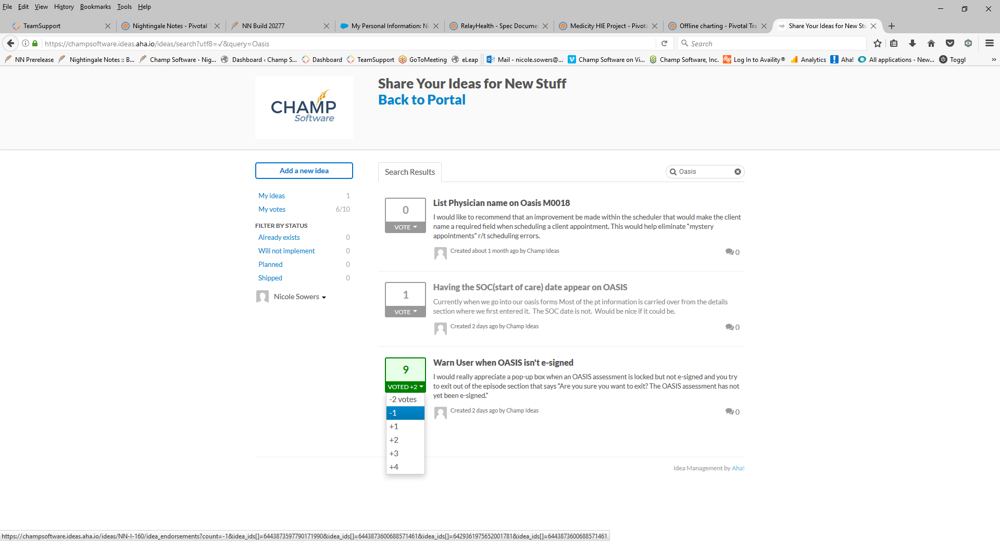 File Edit View History Bookmarks Tools Help
TeamSupport
Nightingale Notes - Pivotal T
NN Build 20277
My Personal Information: Ni
RelayHealth - Spec Documen
Medicity HIE Project - Pivota
Offline charting - Pivotal Tra
Share Your Ideas for New Stu
https://champsoftware.ideas.aha.io/ideas/search?utf8=✓&query=Oasis
Search
NN Prerelease
Nightingale Notes :: B...
Champ Software - Nig...
Dashboard ‹ Champ S...
Dashboard
TeamSupport
GoToMeeting
eLeap
Mail - nicole.sowers@...
Champ Software on Vi...
Champ Software, Inc.
Log In to Availity®
Analytics
Aha!
All applications - New...
Toggl
»
CHAMP
Software
Share Your Ideas for New Stuff
Back to Portal
Add a new idea
My ideas 1
My votes 6/10
FILTER BY STATUS
Already exists 0
Will not implement 0
Planned 0
Shipped 0
Nicole Sowers
Search Results
Oasis
0
VOTE
List Physician name on Oasis M0018
I would like to recommend that an improvement be made within the scheduler that would make the client
name a required field when scheduling a client appointment. This would help eliminate “mystery
appointments” r/t scheduling errors.
Created about 1 month ago by Champ Ideas
0
1
VOTE
Having the SOC(start of care) date appear on OASIS
Currently when we go into our oasis forms Most of the pt information is carried over from the details
section where we first entered it. The SOC date is not. Would be nice if it could be.
Created 2 days ago by Champ Ideas
0
9
VOTED +2
Warn User when OASIS isn't e-signed
I would really appreciate a pop-up box when an OASIS assessment is locked but not e-signed and you try
to exit out of the episode section that says “Are you sure you want to exit? The OASIS assessment has not
yet been e-signed.”
Created 2 days ago by Champ Ideas
0
-2 votes
-1
+1
+2
+3
+4
Idea Management by Aha!
https://champsoftware.ideas.aha.io/ideas/NN-I-160/idea_endorsements?count=-1&idea_ids[]=6443873597790171990&idea_ids[]=6443873600688571461&idea_ids[]=6429361975652001781&idea_ids[]=6443873600688571461